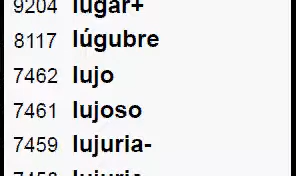 9204 lugar+
8117 lúgubre
7462 lujo
7461 lujoso
7459 lujuria-